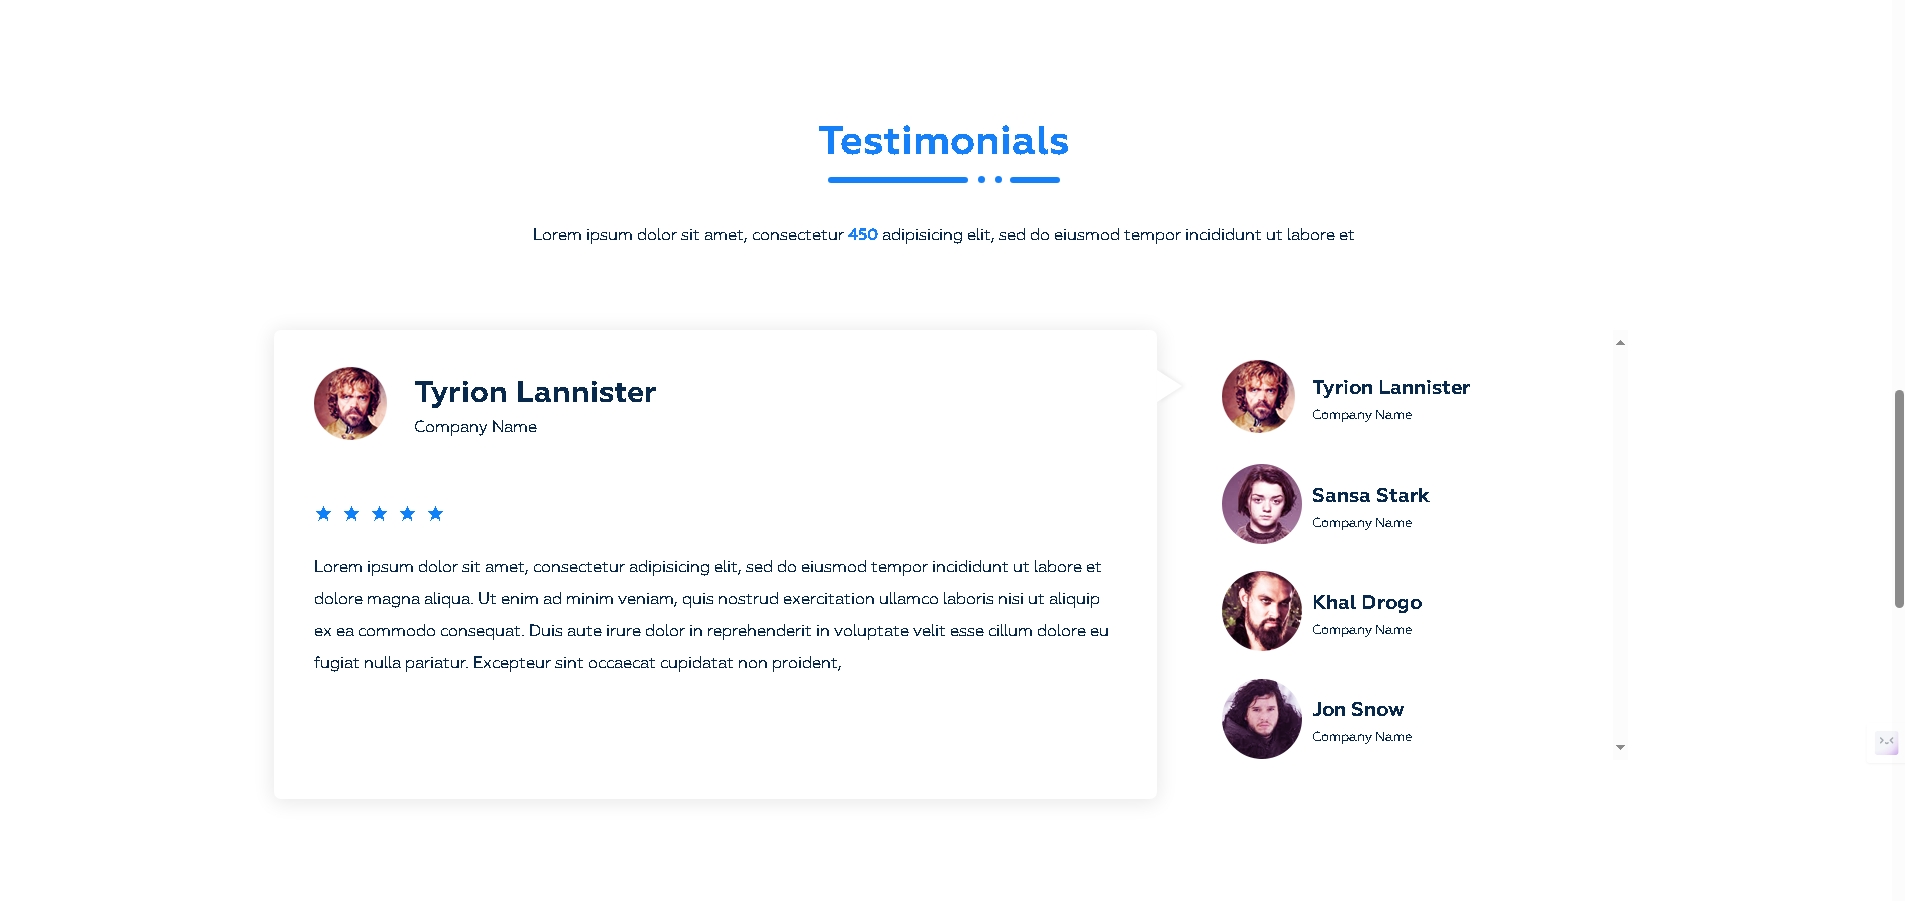 Testimonials
Lorem ipsum dolor sit amet, consectetur 450 adipisicing elit, sed do eiusmod tempor incididunt ut labore et
Tyrion Lannister
Company Name
Lorem ipsum dolor sit amet, consectetur adipisicing elit, sed do eiusmod tempor incididunt ut labore et
dolore magna aliqua. Ut enim ad minim veniam, quis nostrud exercitation ullamco laboris nisi ut aliquip
ex ea commodo consequat. Duis aute irure dolor in reprehenderit in voluptate velit esse cillum dolore eu
fugiat nulla pariatur. Excepteur sint occaecat cupidatat non proident,
Tyrion Lannister
Company Name
Sansa Stark
Company Name
Khal Drogo
Company Name
Jon Snow
Company Name